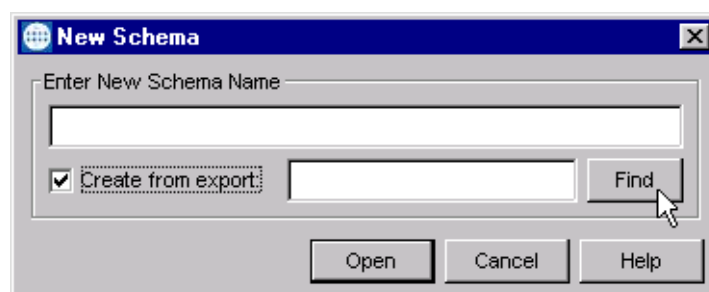 New Schema
Enter New Schema Name
Create from export: Find
Open Cancel Help